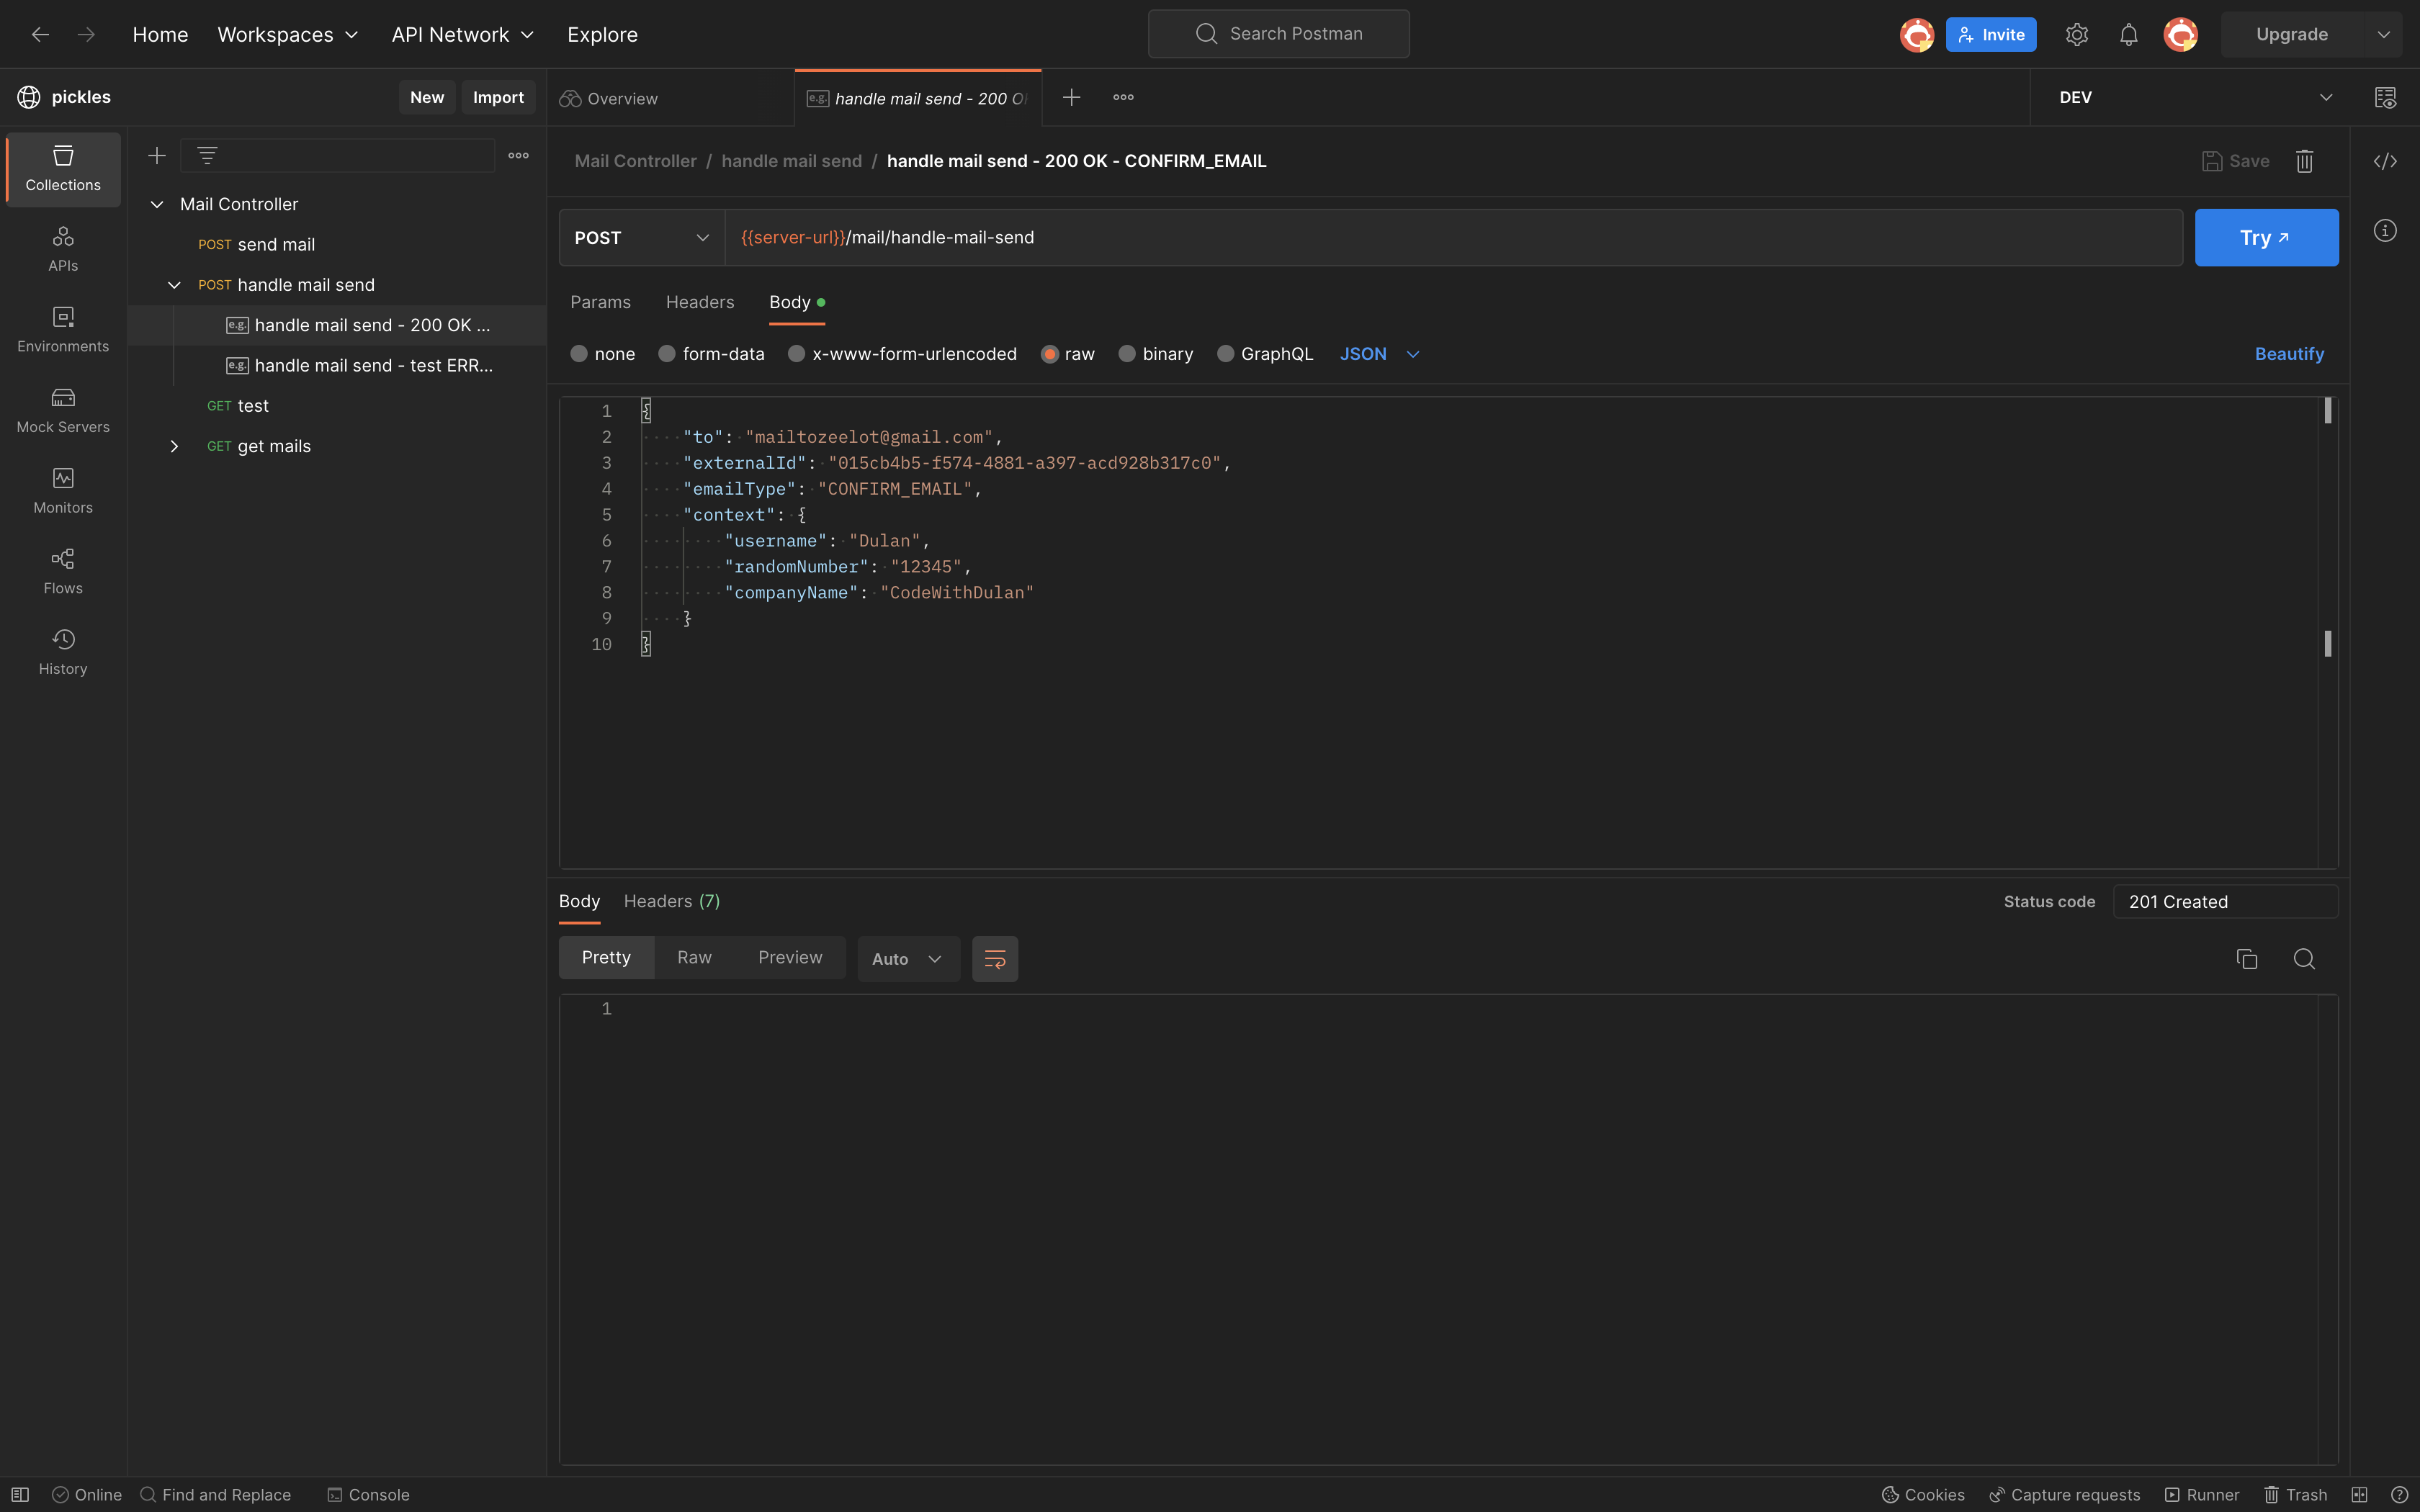 Home Workspaces API Network Explore Search Postman Invite Upgrade
pickles New Import Overview e.g. handle mail send - 200 O DEV
Collections
APIs
Environments
Mock Servers
Monitors
Flows
History
Mail Controller
POST send mail
POST handle mail send
e.g. handle mail send - 200 OK ...
e.g. handle mail send - test ERR...
GET test
GET get mails
Mail Controller / handle mail send / handle mail send - 200 OK - CONFIRM_EMAIL Save
POST {{server-url}}/mail/handle-mail-send Try
Params Headers Body
none form-data x-www-form-urlencoded raw binary GraphQL JSON Beautify
1 {
2 "to": "mailtozeelot@gmail.com",
3 "externalId": "015cb4b5-f574-4881-a397-acd928b317c0",
4 "emailType": "CONFIRM_EMAIL",
5 "context": {
6 "username": "Dulan",
7 "randomNumber": "12345",
8 "companyName": "CodeWithDulan"
9 }
10 }
Body Headers (7) Status code 201 Created
Pretty Raw Preview Auto
1
Online Find and Replace Console Cookies Capture requests Runner Trash